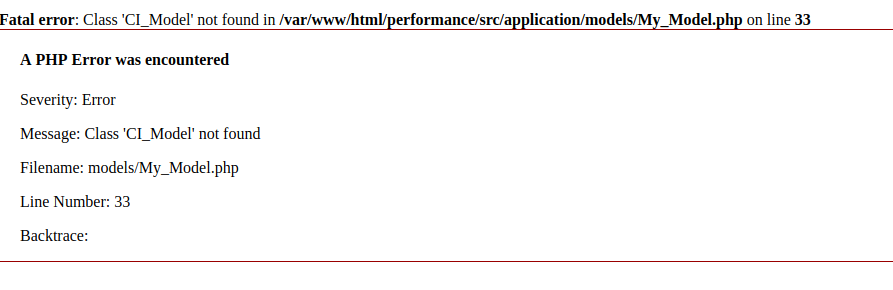 Fatal error: Class 'CI_Model' not found in /var/www/html/performance/src/application/models/My_Model.php on line 33
A PHP Error was encountered
Severity: Error
Message: Class 'CI_Model' not found
Filename: models/My_Model.php
Line Number: 33
Backtrace: